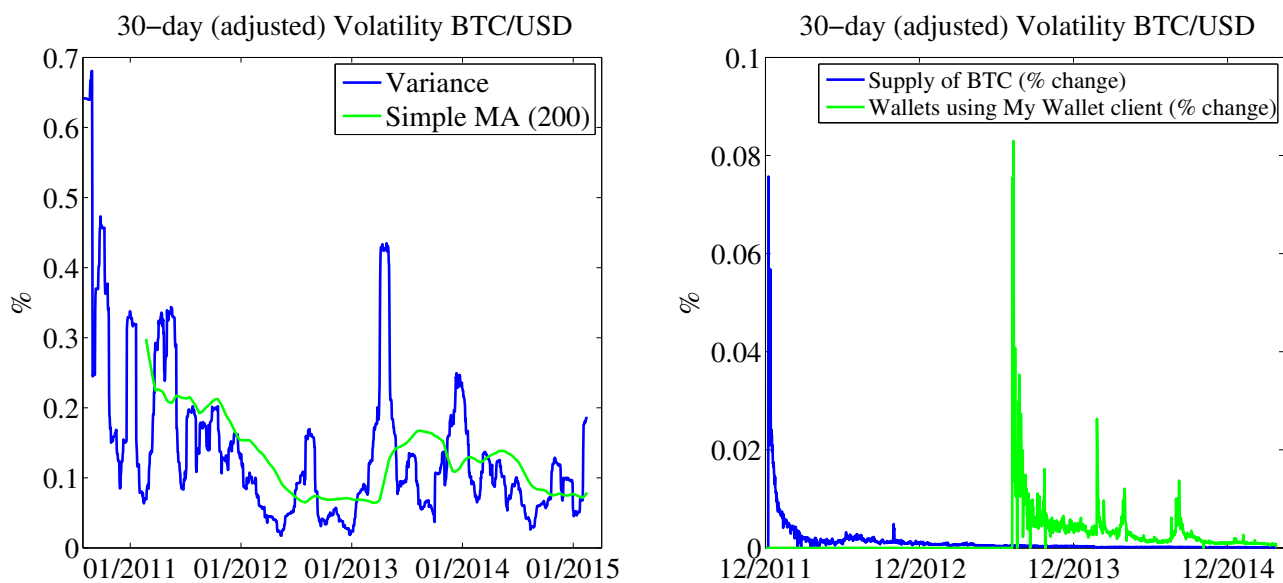 30−day (adjusted) Volatility BTC/USD
0.7
0.6
0.5
0.4
0.3
0.2
0.1
0
%
Variance
Simple MA (200)
01/2011 01/2012 01/2013 01/2014 01/2015
30−day (adjusted) Volatility BTC/USD
0.1
0.08
0.06
0.04
0.02
0
%
Supply of BTC (% change)
Wallets using My Wallet client (% change)
12/2011 12/2012 12/2013 12/2014